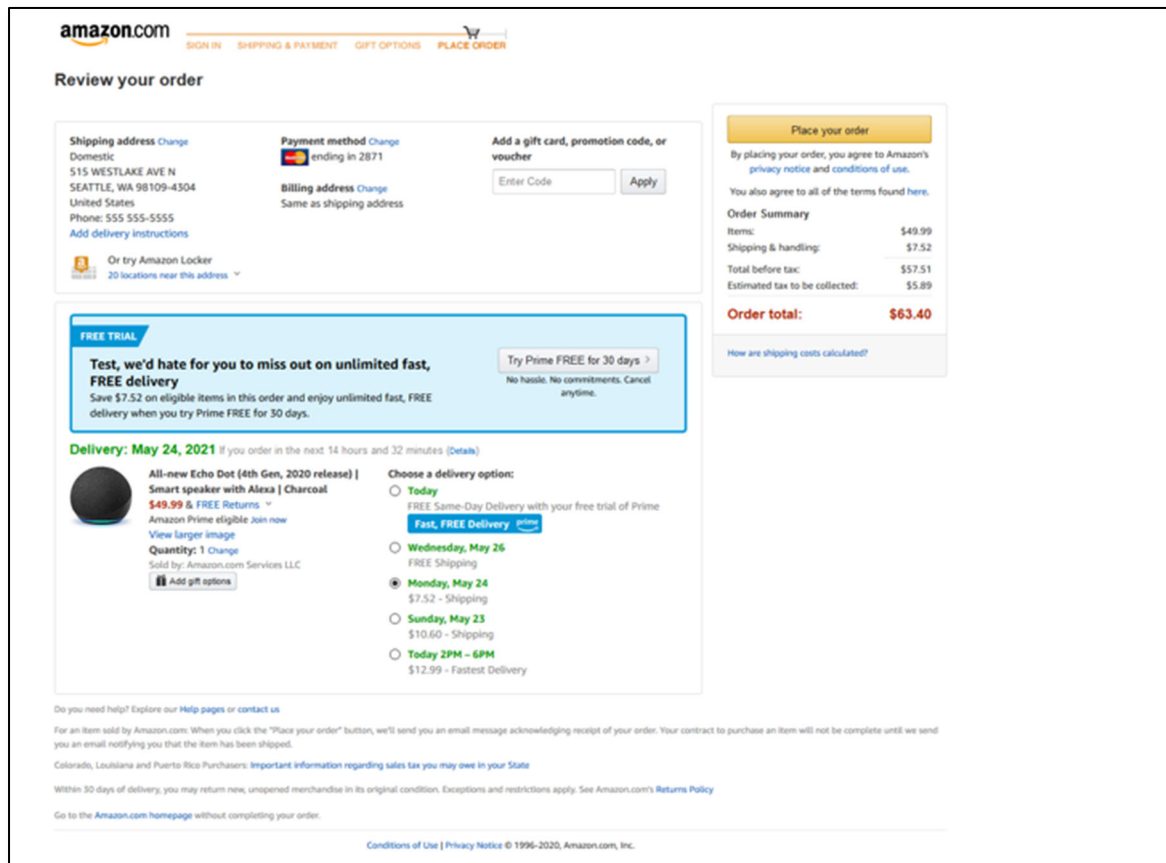 amazon.com
SIGN IN SHIPPING & PAYMENT GIFT OPTIONS PLACE ORDER
Review your order
Shipping address Change
Domestic
515 WESTLAKE AVE N
SEATTLE, WA 98109-4304
United States
Phone: 555 555-5555
Add delivery instructions
Or try Amazon Locker
20 locations near this address
Payment method Change
ending in 2871
Billing address Change
Same as shipping address
Add a gift card, promotion code, or
voucher
Enter Code Apply
Place your order
By placing your order, you agree to Amazon's
privacy notice and conditions of use.
You also agree to all of the terms found here.
Order Summary
Items: $49.99
Shipping & handling: $7.52
Total before tax: $57.51
Estimated tax to be collected: $5.89
Order total: $63.40
How are shipping costs calculated?
FREE TRIAL
Test, we'd hate for you to miss out on unlimited fast,
FREE delivery
Save $7.52 on eligible items in this order and enjoy unlimited fast, FREE
delivery when you try Prime FREE for 30 days.
Try Prime FREE for 30 days >
No hassle. No commitments. Cancel
anytime.
Delivery: May 24, 2021 If you order in the next 14 hours and 32 minutes (Details)
All-new Echo Dot (4th Gen, 2020 release) |
Smart speaker with Alexa | Charcoal
$49.99 & FREE Returns
Amazon Prime eligible Join now
View larger image
Quantity: 1 Change
Sold by: Amazon.com Services LLC
Add gift options
Choose a delivery option:
Today
FREE Same-Day Delivery with your free trial of Prime
Fast, FREE Delivery prime
Wednesday, May 26
FREE Shipping
Monday, May 24
$7.52 - Shipping
Sunday, May 23
$10.60 - Shipping
Today 2PM – 6PM
$12.99 - Fastest Delivery
Do you need help? Explore our Help pages or contact us
For an item sold by Amazon.com: When you click the "Place your order" button, we'll send you an email message acknowledging receipt of your order. Your contract to purchase an item will not be complete until we send
you an email notifying you that the item has been shipped.
Colorado, Louisiana and Puerto Rico Purchasers: Important information regarding sales tax you may owe in your State
Within 30 days of delivery, you may return new, unopened merchandise in its original condition. Exceptions and restrictions apply. See Amazon.com's Returns Policy
Go to the Amazon.com homepage without completing your order.
Conditions of Use | Privacy Notice © 1996-2020, Amazon.com, Inc.